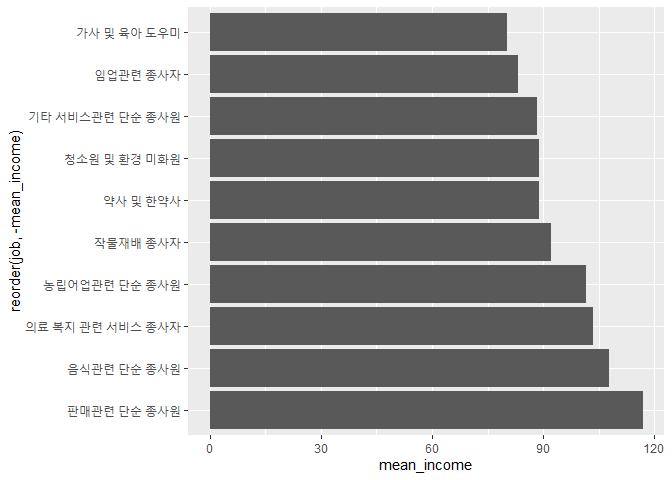 가사 및 육아 도우미
임업관련 종사자
기타 서비스관련 단순 종사원
청소원 및 환경 미화원
약사 및 한약사
작물재배 종사자
농립어업관련 단순 종사원
의료 복지 관련 서비스 종사자
음식관련 단순 종사원
판매관련 단순 종사원
reorder(job, -mean_income)
0 30 60 90 120
mean_income